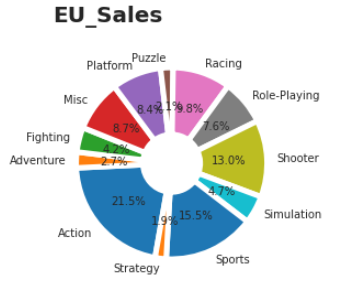 EU_Sales
Puzzle
Racing
Platform
Role-Playing
Misc
Fighting
Adventure
Shooter
Simulation
Action
Sports
Strategy
2.1%
9.8%
8.4%
7.6%
8.7%
4.2%
2.7%
13.0%
4.7%
21.5%
1.9%
15.5%